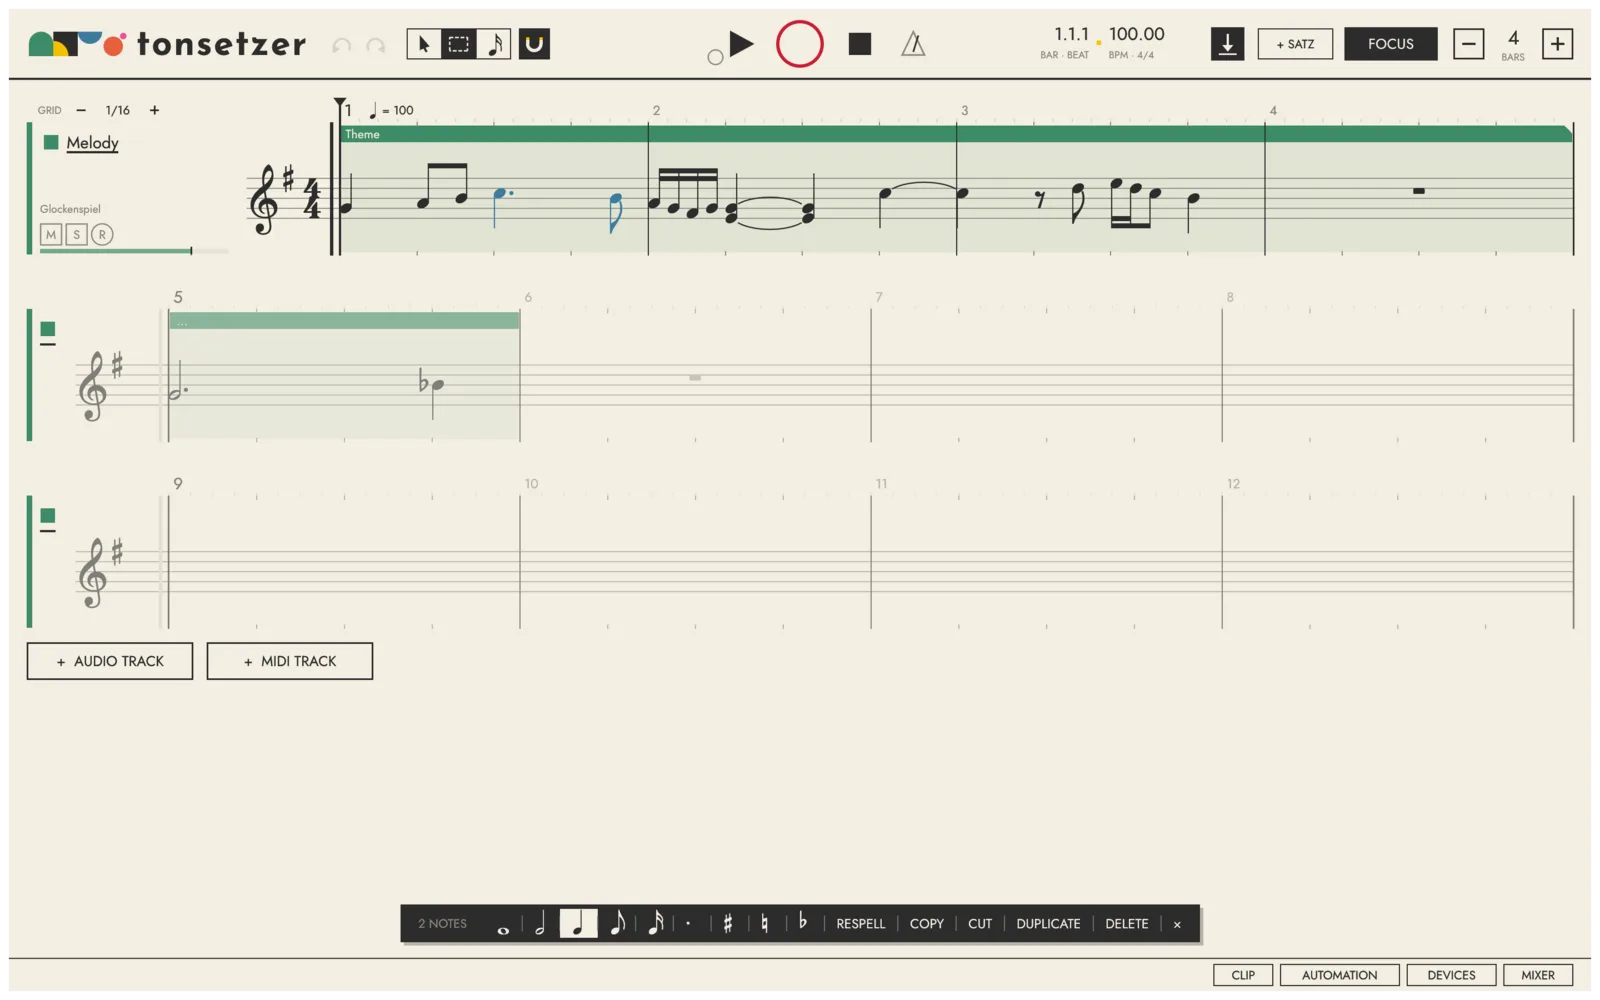 tonsetzer
1.1.1 100.00
BAR · BEAT BPM · 4/4
+ SATZ
FOCUS
4
BARS
GRID − 1/16 +
1 = 100 2 3 4
Theme
Melody
4
4
Glockenspiel
M S R
5 6 7 8
...
9 10 11 12
+ AUDIO TRACK
+ MIDI TRACK
2 NOTES RESPELL COPY CUT DUPLICATE DELETE ×
CLIP AUTOMATION DEVICES MIXER